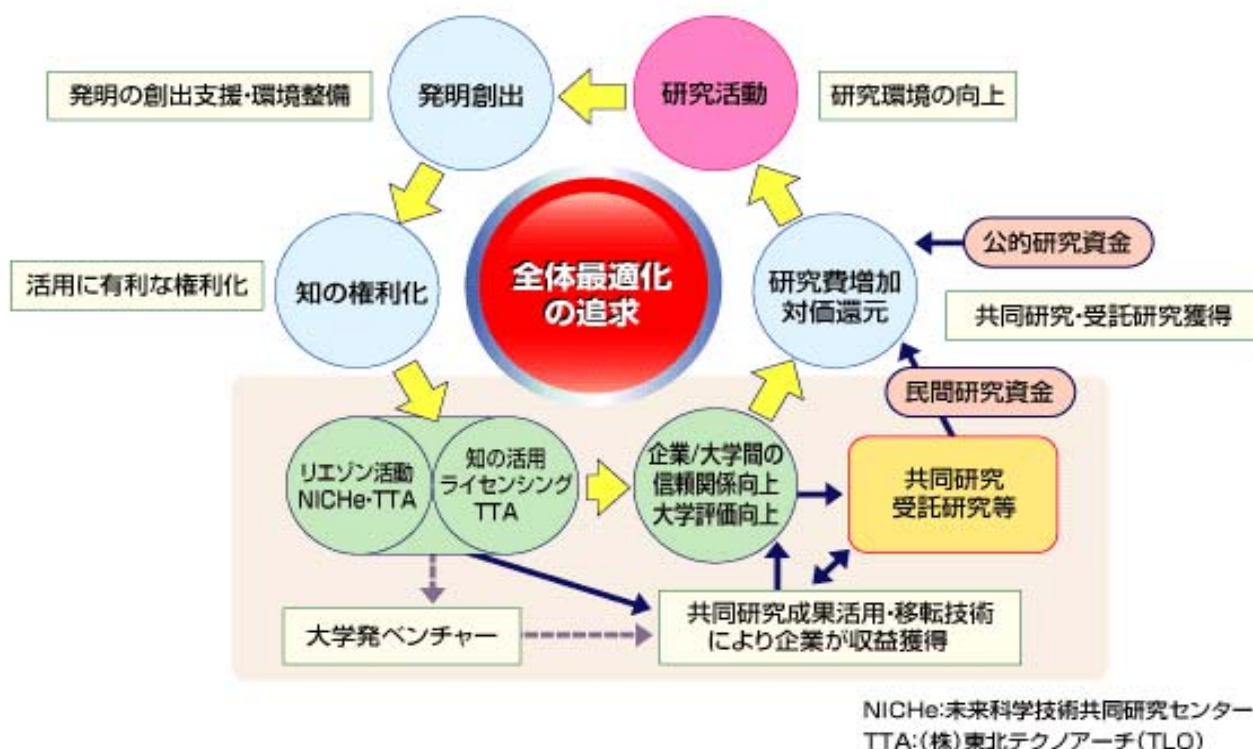 発明の創出支援・環境整備
発明創出
研究活動
研究環境の向上
活用に有利な権利化
知の権利化
全体最適化
の追求
研究費増加
対価還元
公的研究資金
共同研究・受託研究獲得
民間研究資金
リエゾン活動
NICHe・TTA
知の活用
ライセンシング
TTA
企業/大学間の
信頼関係向上
大学評価向上
共同研究
受託研究等
大学発ベンチャー
共同研究成果活用・移転技術
により企業が収益獲得
NICHe:未来科学技術共同研究センター
TTA:(株)東北テクノアーチ(TLO)